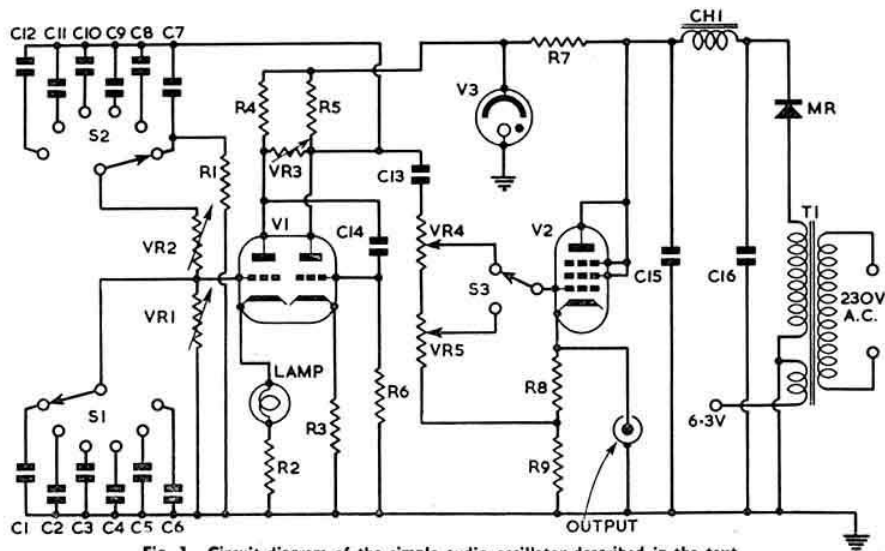 C12 C11 C10 C9 C8 C7
CH1
R7
R4 R5
V3
MR
S2
R1
VR3
C13
T1
V1
C14
VR4
V2
VR2
S3
C15 C16
230V
A.C.
VR1
VR5
LAMP
R8
S1
R6
R3
6·3V
R2
R9
OUTPUT
C1 C2 C3 C4 C5 C6
Fig. 1. Circuit diagram of the simple audio oscillator described in the text